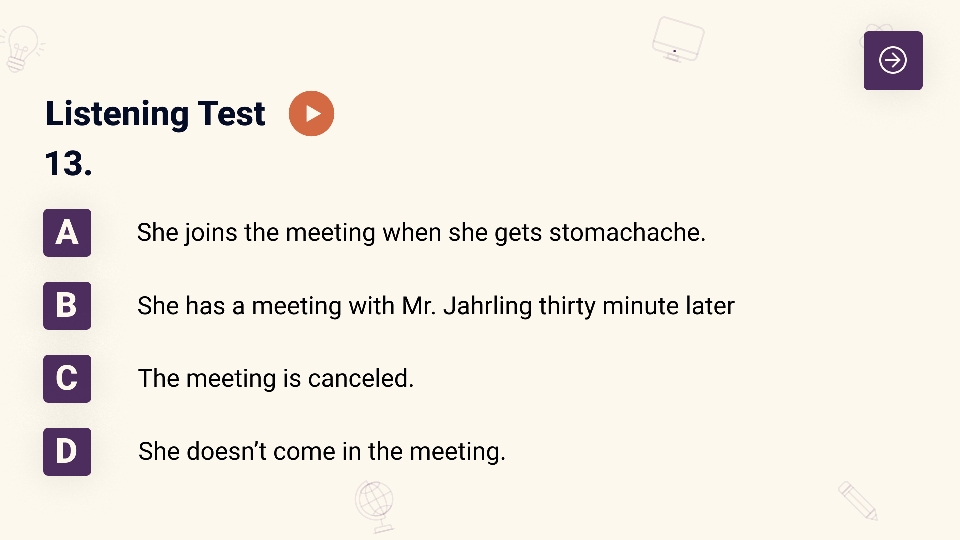 Listening Test
13.
A She joins the meeting when she gets stomachache.
B She has a meeting with Mr. Jahrling thirty minute later
C The meeting is canceled.
D She doesn’t come in the meeting.